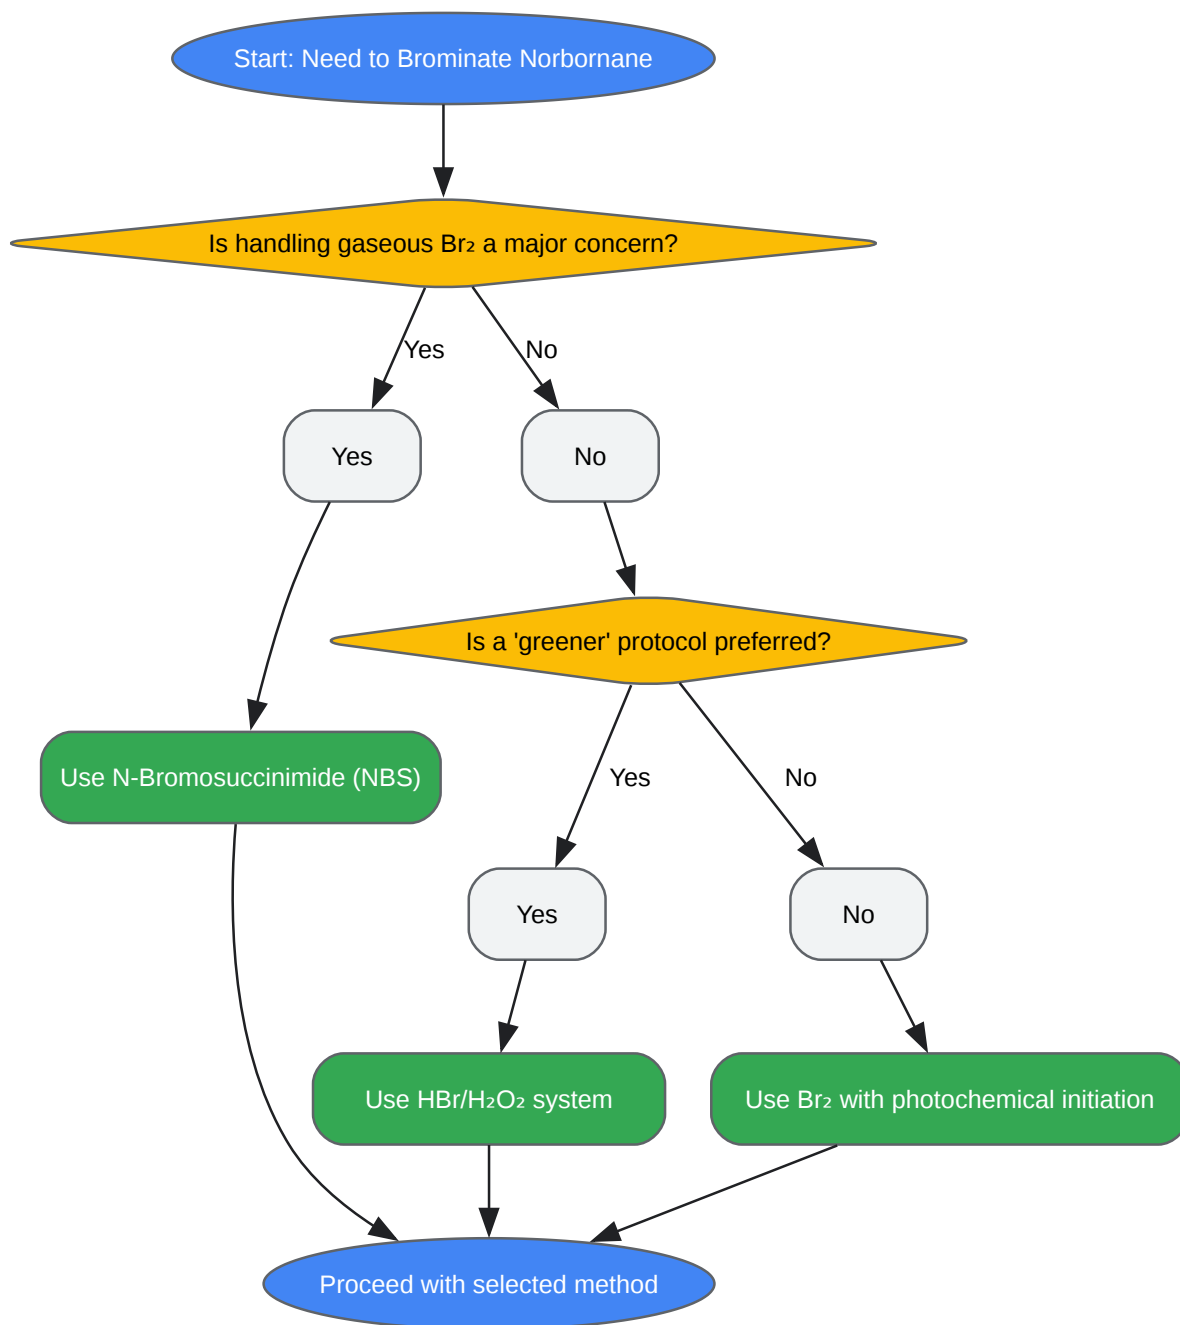 Start: Need to Brominate Norbornane
Is handling gaseous Br₂ a major concern?
Yes
No
Yes
No
Is a 'greener' protocol preferred?
Use N-Bromosuccinimide (NBS)
Yes
No
Yes
No
Use HBr/H₂O₂ system
Use Br₂ with photochemical initiation
Proceed with selected method